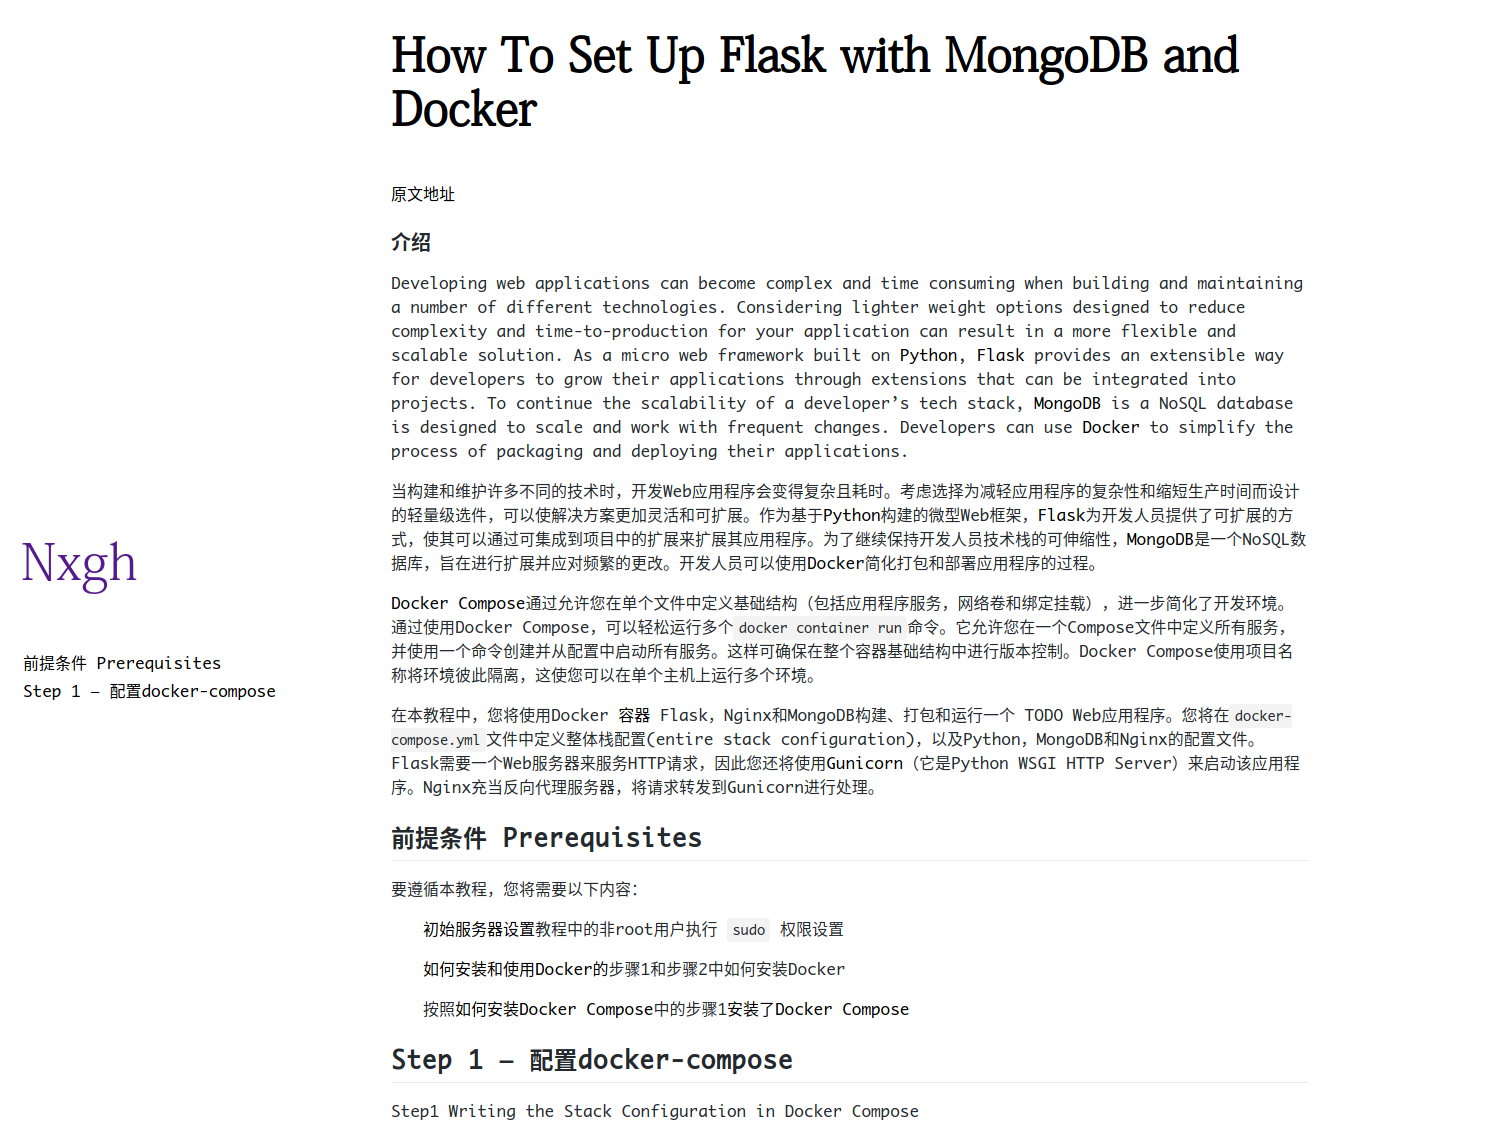 How To Set Up Flask with MongoDB and
Docker
原文地址
介绍
Developing web applications can become complex and time consuming when building and maintaining
a number of different technologies. Considering lighter weight options designed to reduce
complexity and time-to-production for your application can result in a more flexible and
scalable solution. As a micro web framework built on Python, Flask provides an extensible way
for developers to grow their applications through extensions that can be integrated into
projects. To continue the scalability of a developer’s tech stack, MongoDB is a NoSQL database
is designed to scale and work with frequent changes. Developers can use Docker to simplify the
process of packaging and deploying their applications.
当构建和维护许多不同的技术时，开发Web应用程序会变得复杂且耗时。考虑选择为减轻应用程序的复杂性和缩短生产时间而设计
的轻量级选件，可以使解决方案更加灵活和可扩展。作为基于Python构建的微型Web框架，Flask为开发人员提供了可扩展的方
式，使其可以通过可集成到项目中的扩展来扩展其应用程序。为了继续保持开发人员技术栈的可伸缩性，MongoDB是一个NoSQL数
据库，旨在进行扩展并应对频繁的更改。开发人员可以使用Docker简化打包和部署应用程序的过程。
Docker Compose通过允许您在单个文件中定义基础结构（包括应用程序服务，网络卷和绑定挂载），进一步简化了开发环境。
通过使用Docker Compose，可以轻松运行多个 docker container run 命令。它允许您在一个Compose文件中定义所有服务，
并使用一个命令创建并从配置中启动所有服务。这样可确保在整个容器基础结构中进行版本控制。Docker Compose使用项目名
称将环境彼此隔离，这使您可以在单个主机上运行多个环境。
在本教程中，您将使用Docker 容器 Flask，Nginx和MongoDB构建、打包和运行一个 TODO Web应用程序。您将在 docker-
compose.yml 文件中定义整体栈配置(entire stack configuration)，以及Python，MongoDB和Nginx的配置文件。
Flask需要一个Web服务器来服务HTTP请求，因此您还将使用Gunicorn（它是Python WSGI HTTP Server）来启动该应用程
序。Nginx充当反向代理服务器，将请求转发到Gunicorn进行处理。
前提条件 Prerequisites
要遵循本教程，您将需要以下内容：
初始服务器设置教程中的非root用户执行 sudo 权限设置
如何安装和使用Docker的步骤1和步骤2中如何安装Docker
按照如何安装Docker Compose中的步骤1安装了Docker Compose
Step 1 — 配置docker-compose
Step1 Writing the Stack Configuration in Docker Compose
Nxgh
前提条件 Prerequisites
Step 1 — 配置docker-compose